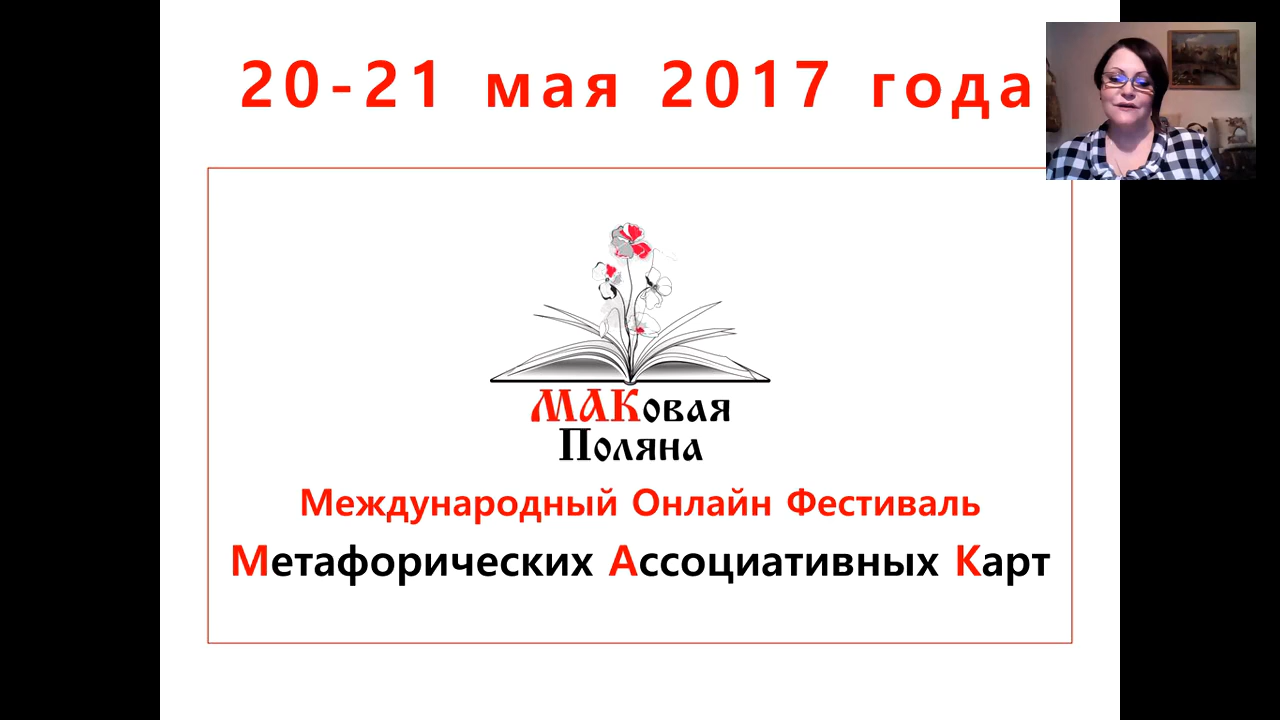 20-21 мая 2017 года
МАКовая
Поляна
Международный Онлайн Фестиваль
Метафорических Ассоциативных Карт